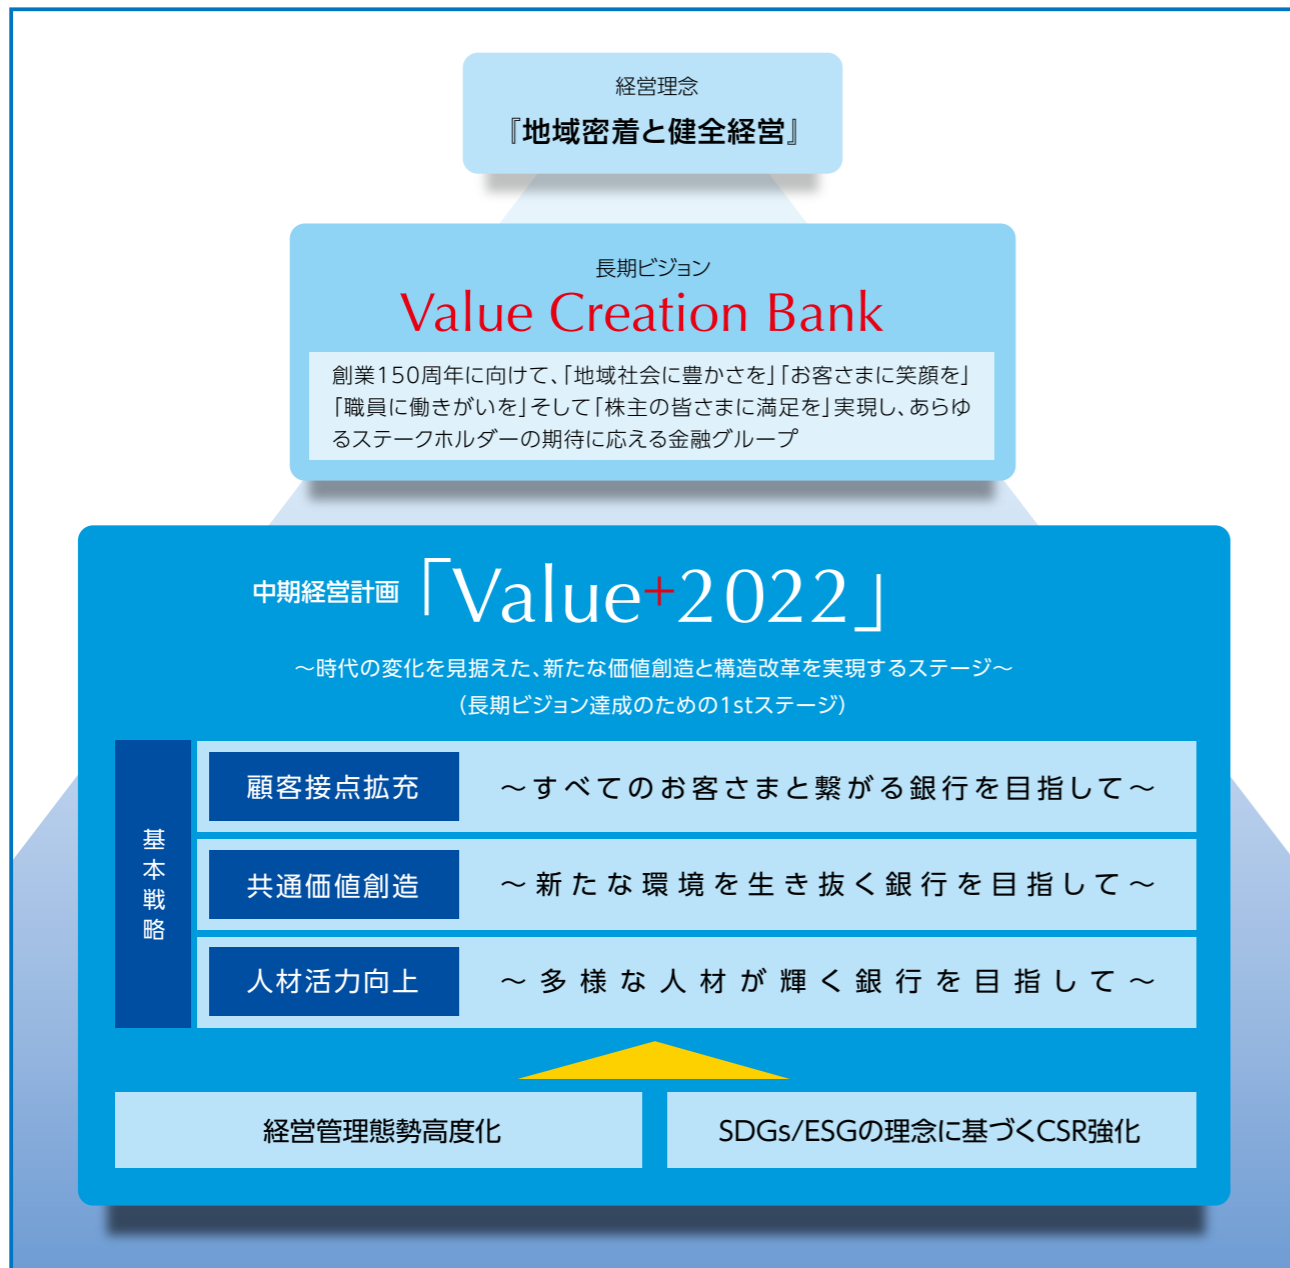 経営理念
『地域密着と健全経営』
長期ビジョン
Value Creation Bank
創業150周年に向けて、「地域社会に豊かさを」「お客さまに笑顔を」
「職員に働きがいを」そして「株主の皆さまに満足を」実現し、あらゆ
るステークホルダーの期待に応える金融グループ
中期経営計画「Value+2022」
～時代の変化を見据えた、新たな価値創造と構造改革を実現するステージ～
（長期ビジョン達成のための1stステージ）
基本戦略
顧客接点拡充 ～すべてのお客さまと繋がる銀行を目指して～
共通価値創造 ～新たな環境を生き抜く銀行を目指して～
人材活力向上 ～多様な人材が輝く銀行を目指して～
経営管理態勢高度化 SDGs/ESGの理念に基づくCSR強化